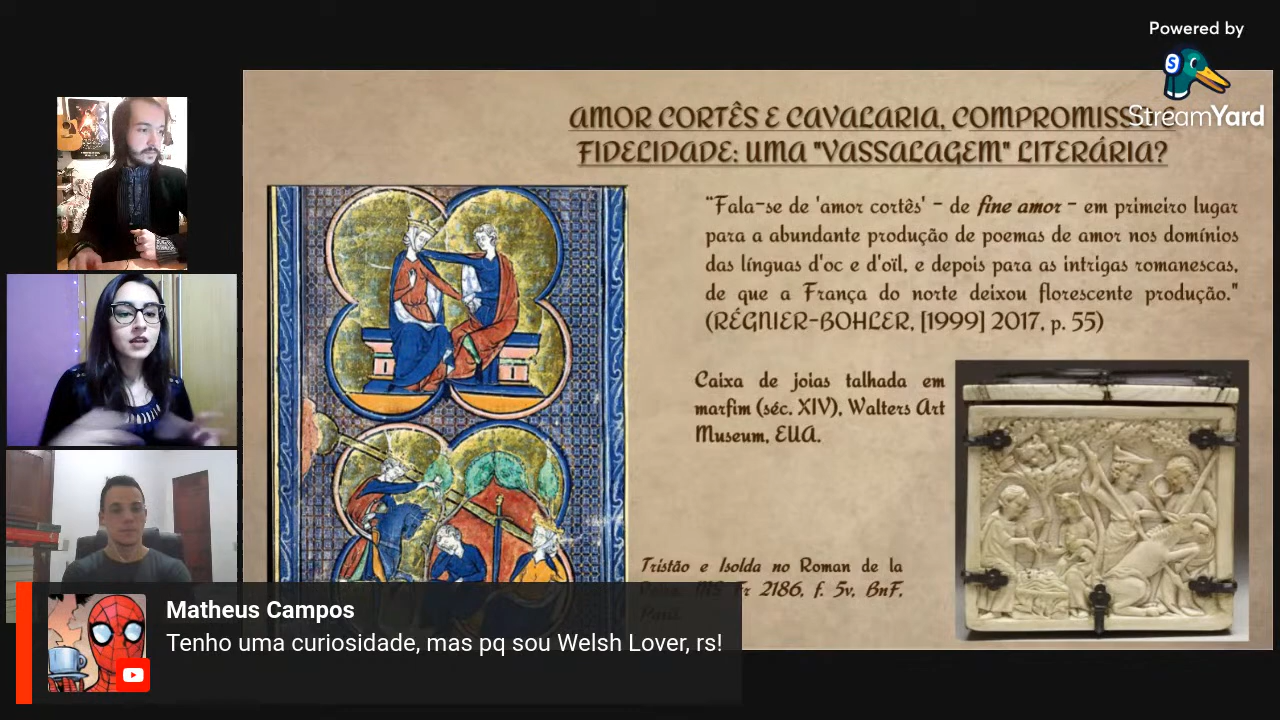 Powered by
StreamYard
AMOR CORTÊS E CAVALARIA, COMPROMISSO E
FIDELIDADE: UMA "VASSALAGEM" LITERÁRIA?
"Fala-se de 'amor cortês' - de fine amor - em primeiro lugar
para a abundante produção de poemas de amor nos domínios
das línguas d'oc e d'oïl, e depois para as intrigas romanescas,
de que a França do norte deixou florescente produção."
(RÉGNIER-BOHLER, [1999] 2017, p. 55)
Caixa de joias talhada em
marfim (séc. XIV), Walters Art
Museum, EUA.
Tristão e Isolda no Roman de la
Poire, MS Fr 2186, f. 5v, BnF,
Paris.
Matheus Campos
Tenho uma curiosidade, mas pq sou Welsh Lover, rs!